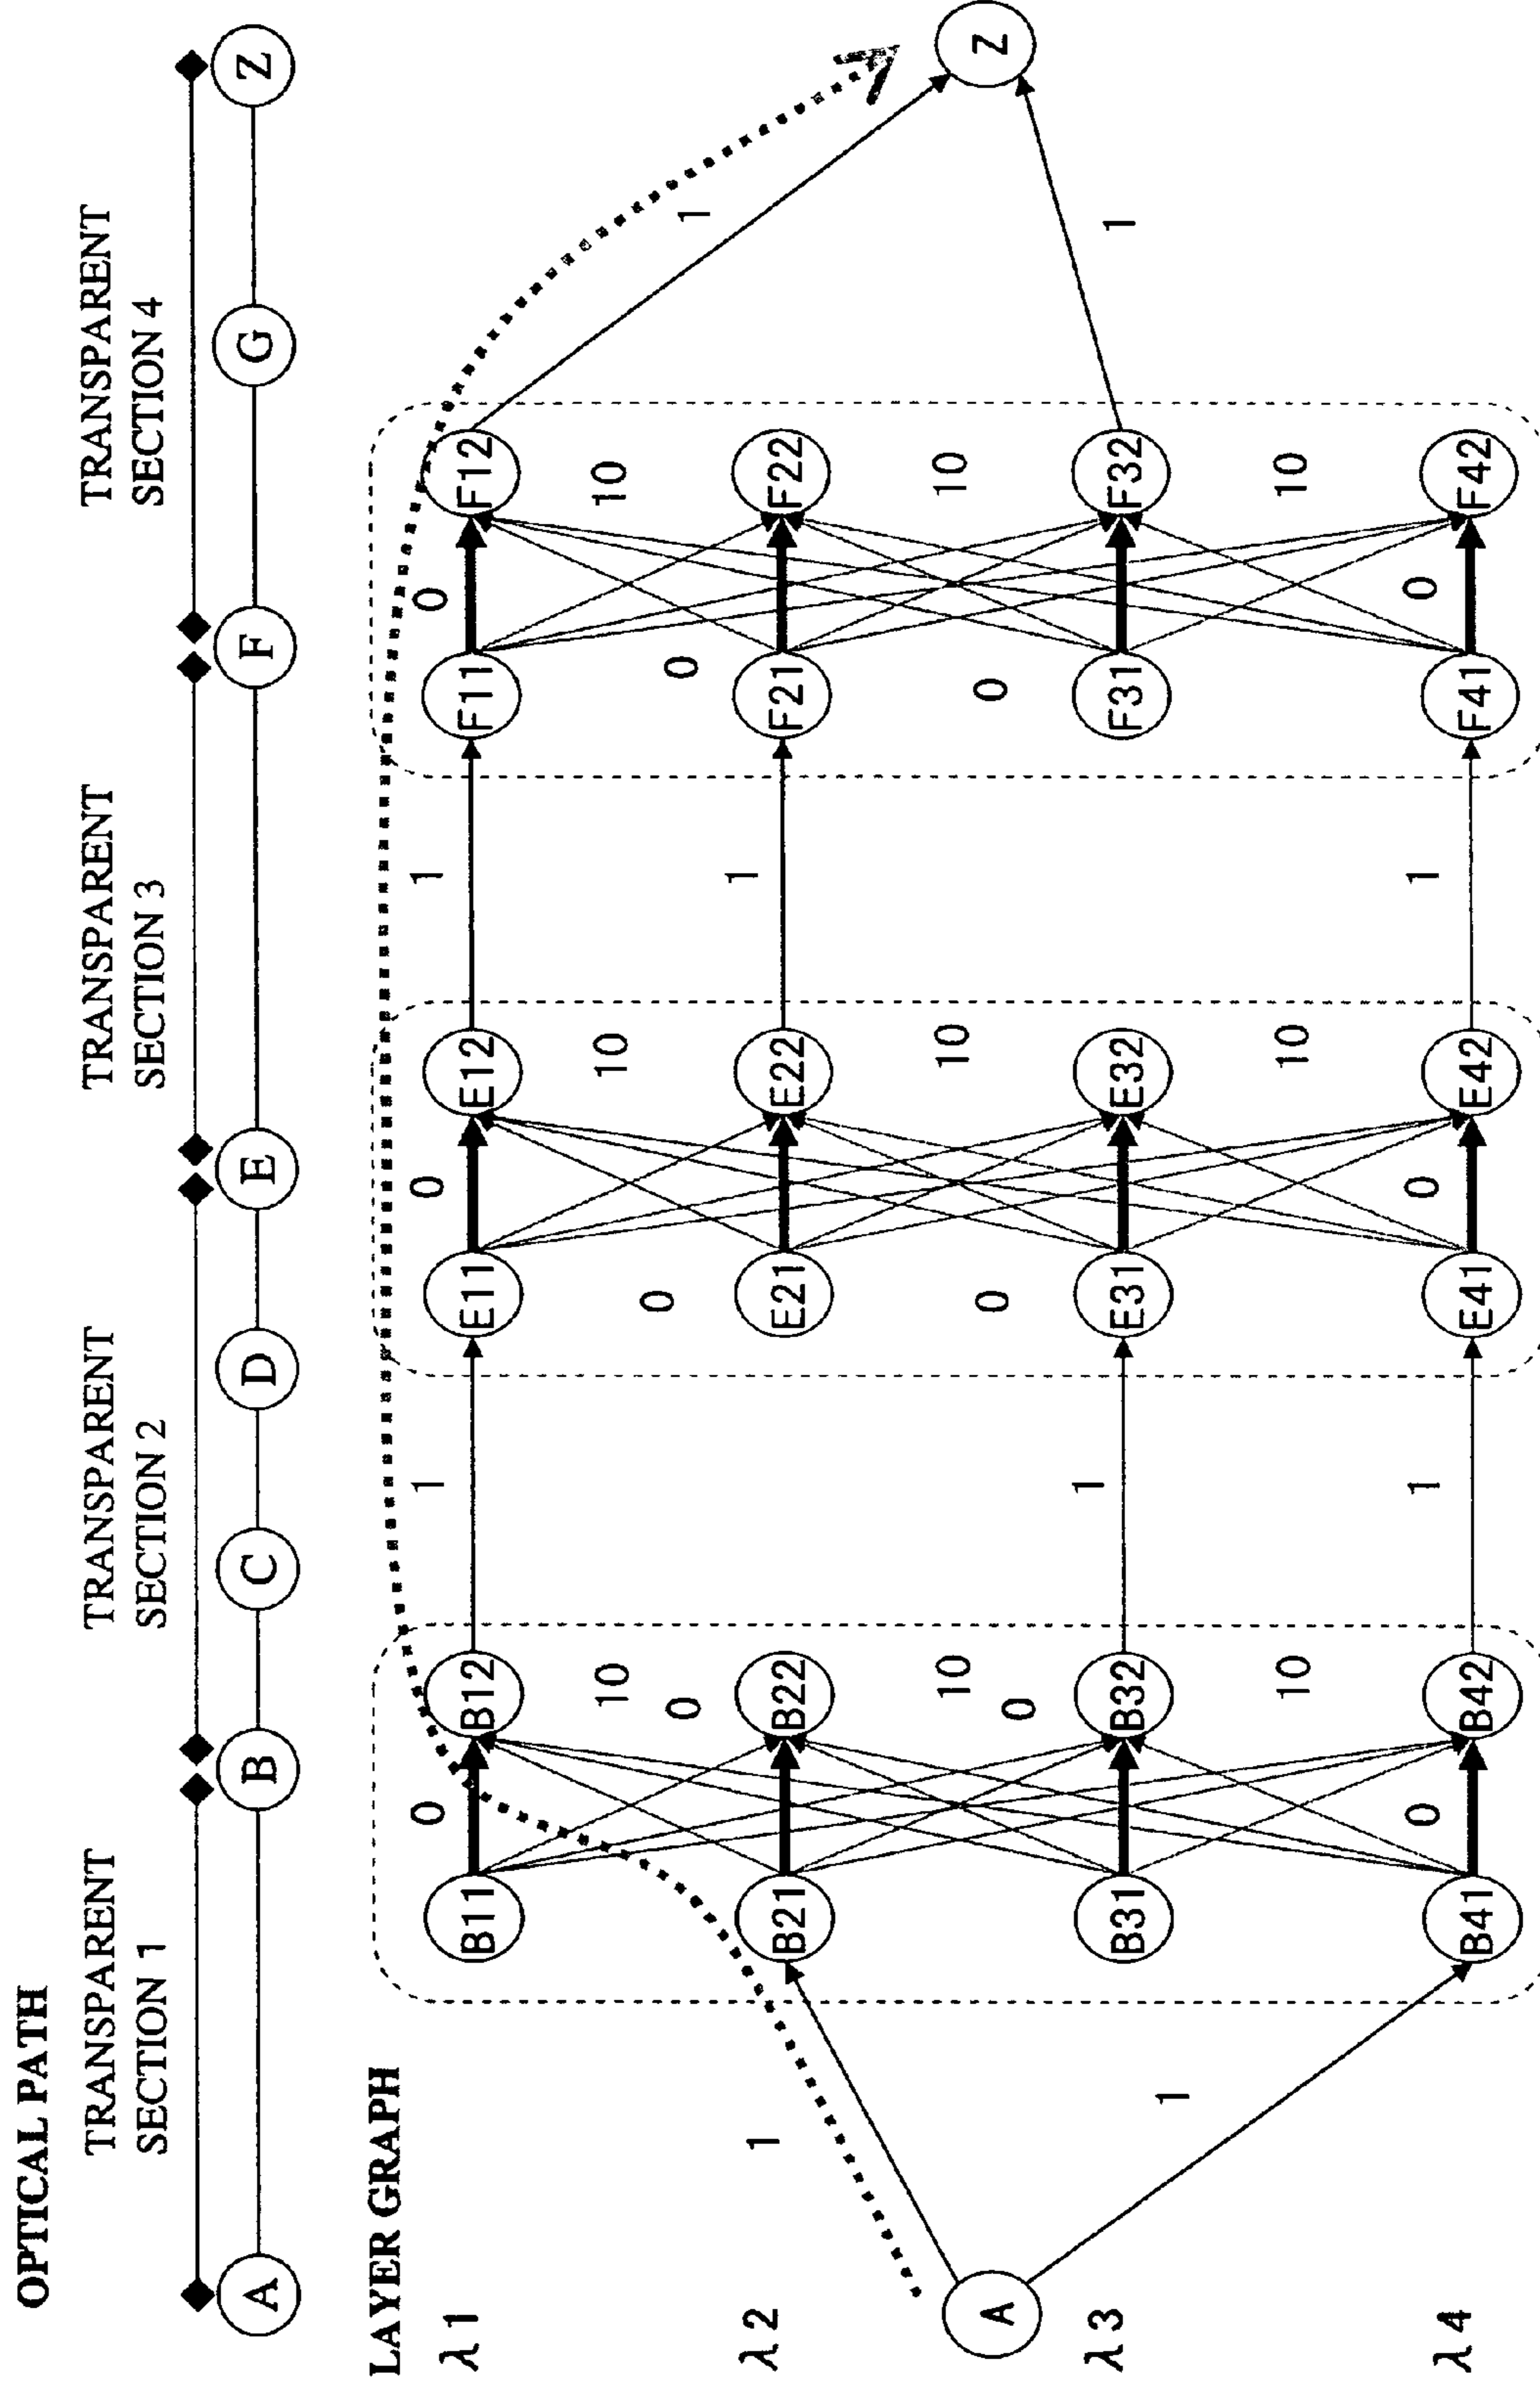 OPTICAL PATH
TRANSPARENT SECTION 1
TRANSPARENT SECTION 2
TRANSPARENT SECTION 3
TRANSPARENT SECTION 4
A B C D E F G Z
LAYER GRAPH
λ1
B11 0 B12 1 E11 0 E12 1 F11 0 F12
10 10 10 1
1 0 0 0
λ2
B21 B22 E21 E22 1 F21 F22
A Z
10 10 10
1 0 0 0 1
λ3
B31 B32 1 E31 E32 F31 F32
10 10 10
λ4
B41 0 B42 1 E41 0 E42 1 F41 0 F42